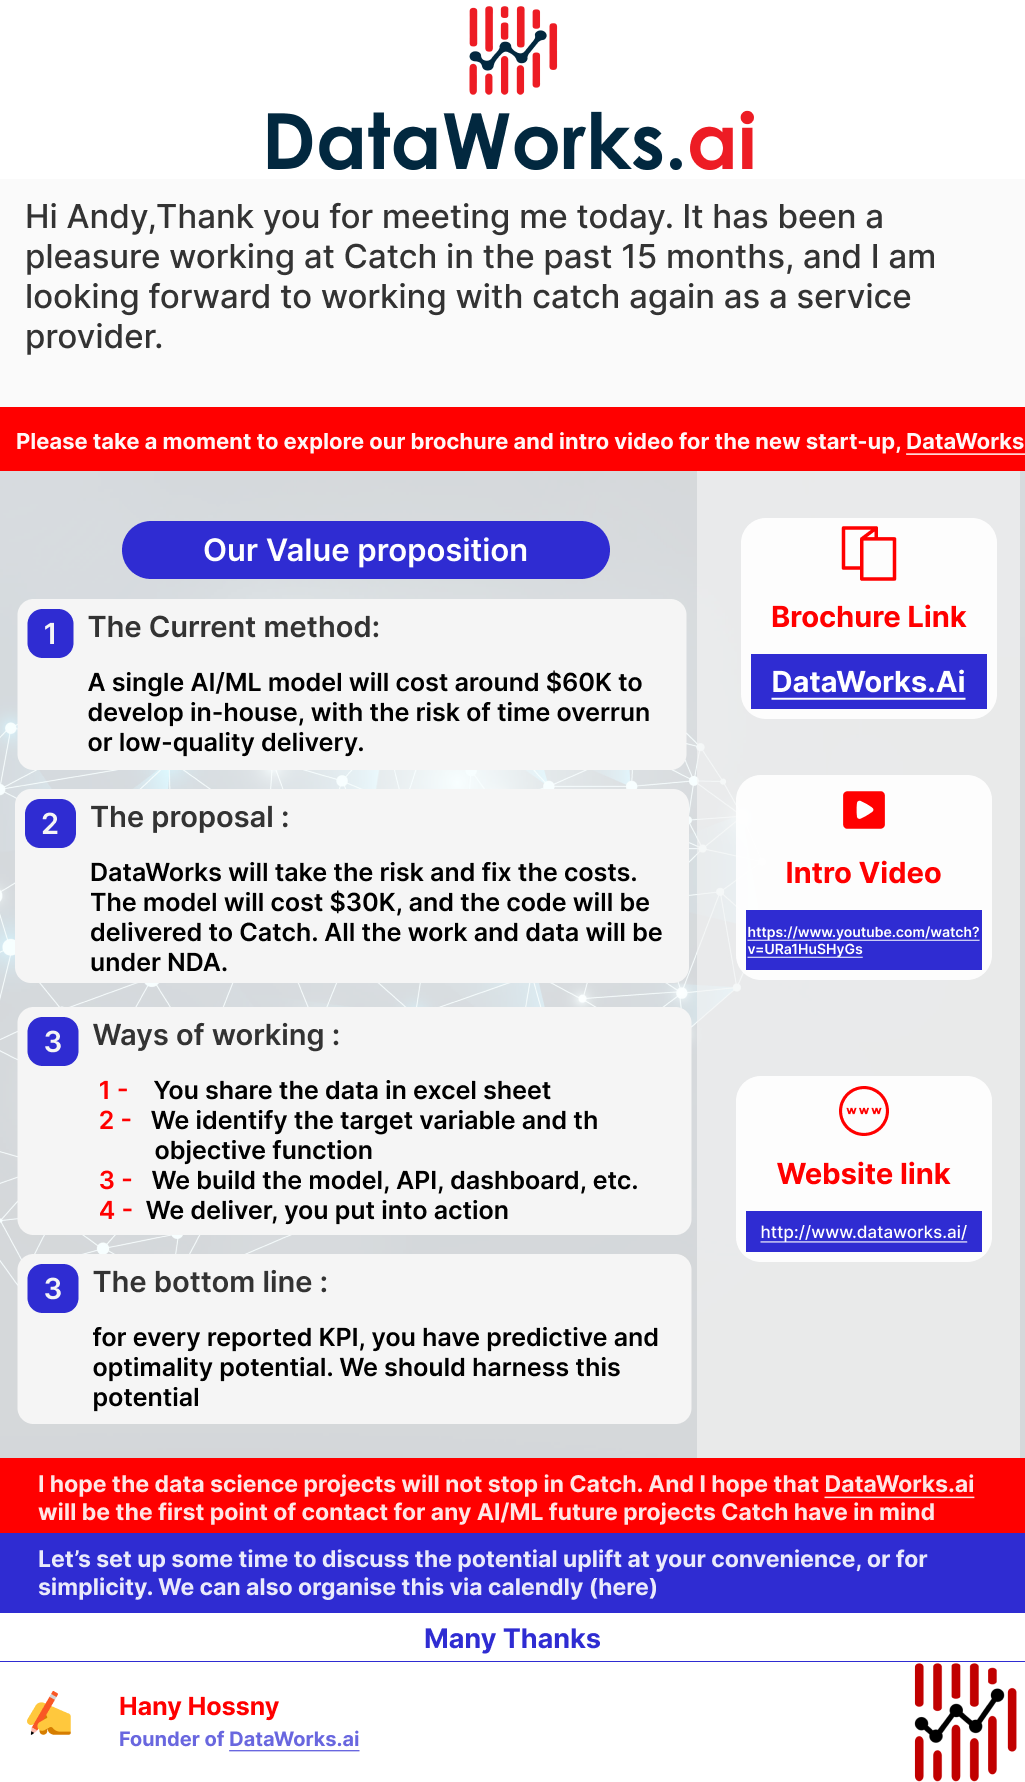 DataWorks.ai
Hi Andy,Thank you for meeting me today. It has been a
pleasure working at Catch in the past 15 months, and I am
looking forward to working with catch again as a service
provider.
Please take a moment to explore our brochure and intro video for the new start-up, DataWorks
Our Value proposition
1 The Current method:
A single AI/ML model will cost around $60K to
develop in-house, with the risk of time overrun
or low-quality delivery.
2 The proposal :
DataWorks will take the risk and fix the costs.
The model will cost $30K, and the code will be
delivered to Catch. All the work and data will be
under NDA.
3 Ways of working :
1 - You share the data in excel sheet
2 - We identify the target variable and th
objective function
3 - We build the model, API, dashboard, etc.
4 - We deliver, you put into action
3 The bottom line :
for every reported KPI, you have predictive and
optimality potential. We should harness this
potential
Brochure Link
DataWorks.Ai
Intro Video
https://www.youtube.com/watch?
v=URa1HuSHyGs
www
Website link
http://www.dataworks.ai/
I hope the data science projects will not stop in Catch. And I hope that DataWorks.ai
will be the first point of contact for any AI/ML future projects Catch have in mind
Let's set up some time to discuss the potential uplift at your convenience, or for
simplicity. We can also organise this via calendly (here)
Many Thanks
Hany Hossny
Founder of DataWorks.ai